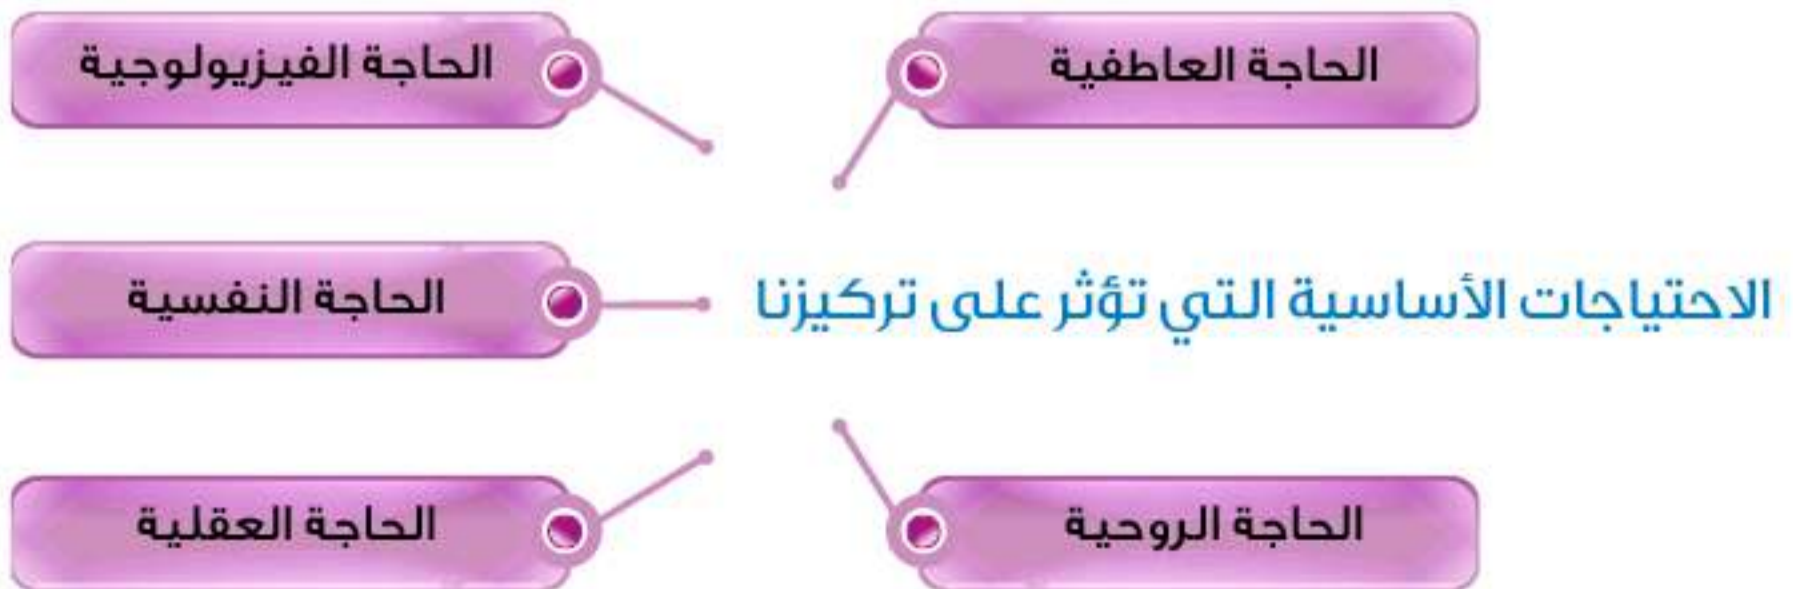 الحاجة العاطفية
الحاجة الفيزيولوجية
الاحتياجات الأساسية التي تؤثر على تركيزنا
الحاجة النفسية
الحاجة الروحية
الحاجة العقلية